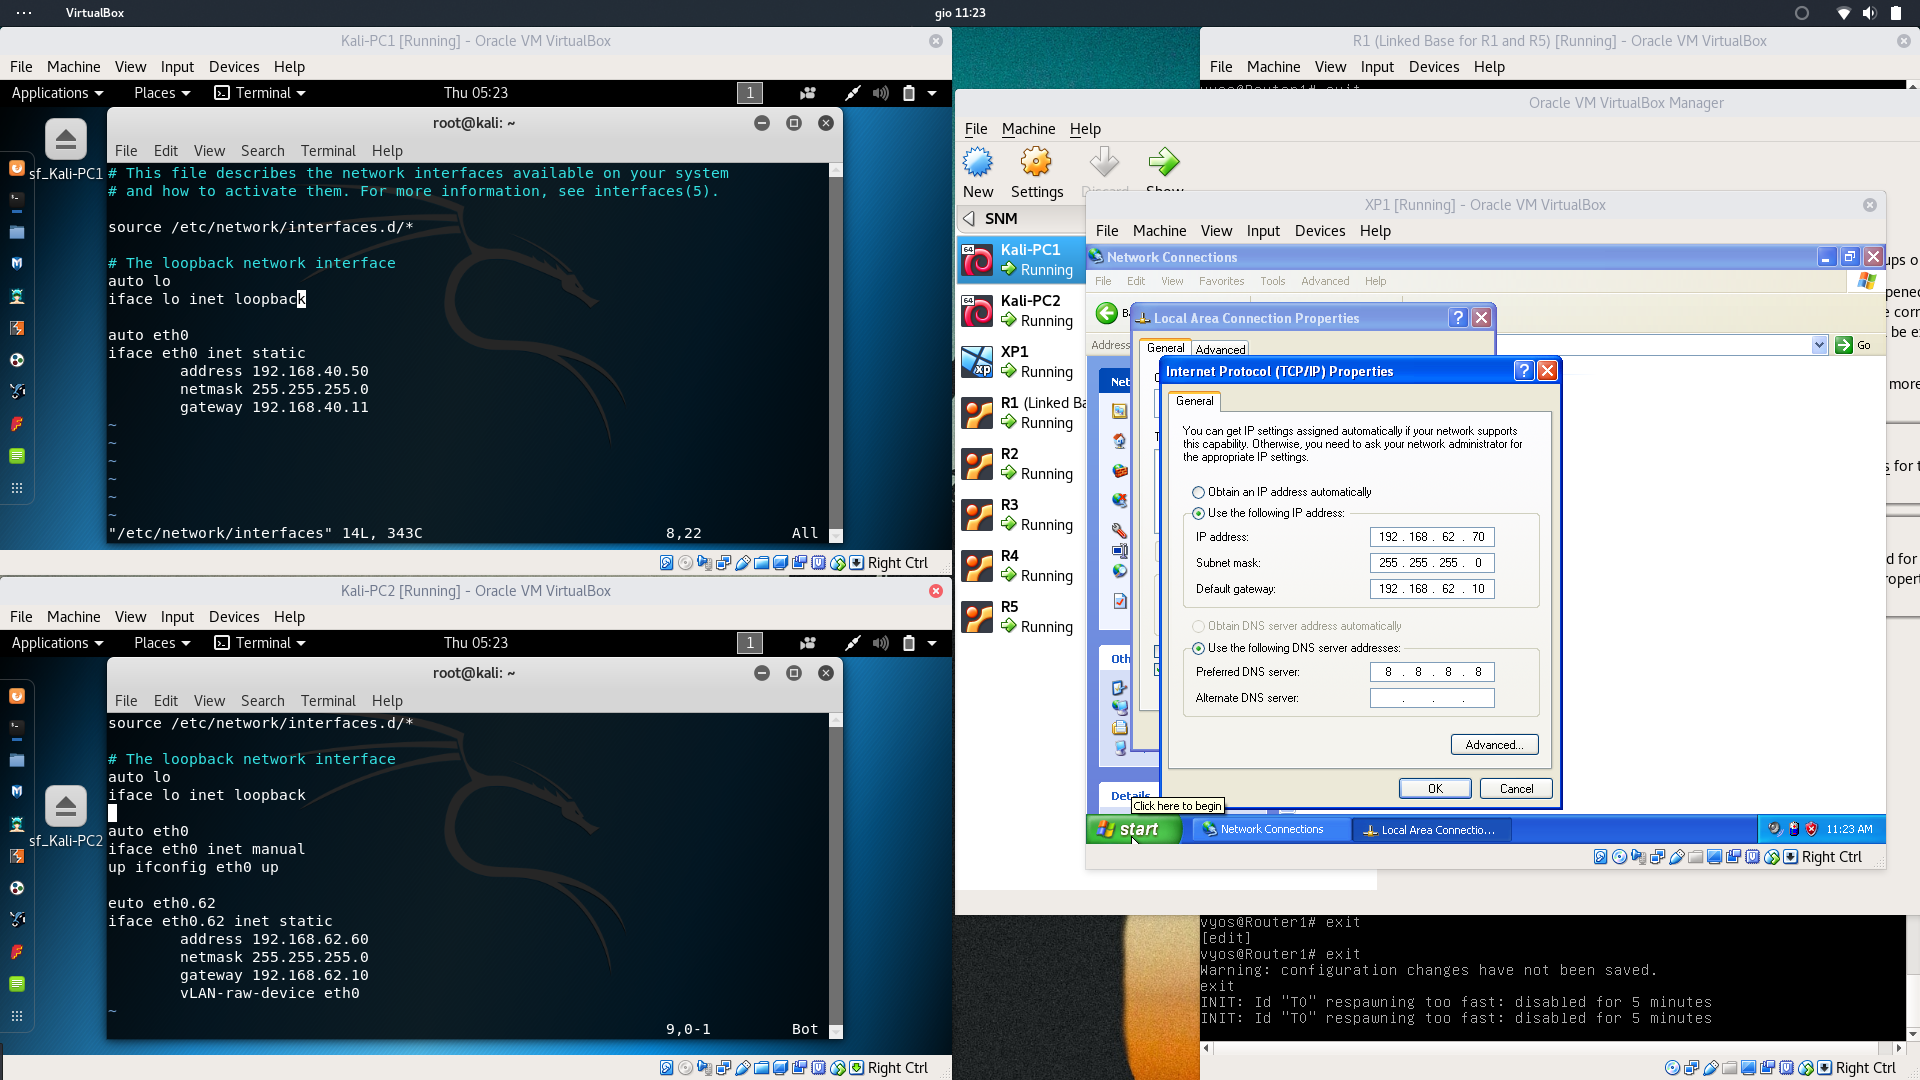 VirtualBox
gio 11:23
Kali-PC1 [Running] - Oracle VM VirtualBox
File Machine View Input Devices Help
Applications Places Terminal Thu 05:23 1
root@kali: ~
File Edit View Search Terminal Help
sf_Kali-PC1
# This file describes the network interfaces available on your system
# and how to activate them. For more information, see interfaces(5).
source /etc/network/interfaces.d/*
# The loopback network interface
auto lo
iface lo inet loopback
auto eth0
iface eth0 inet static
address 192.168.40.50
netmask 255.255.255.0
gateway 192.168.40.11
~
~
~
~
~
~
"/etc/network/interfaces" 14L, 343C 8,22 All
Right Ctrl
Kali-PC2 [Running] - Oracle VM VirtualBox
File Machine View Input Devices Help
Applications Places Terminal Thu 05:23 1
root@kali: ~
File Edit View Search Terminal Help
sf_Kali-PC2
source /etc/network/interfaces.d/*
# The loopback network interface
auto lo
iface lo inet loopback
auto eth0
iface eth0 inet manual
up ifconfig eth0 up
euto eth0.62
iface eth0.62 inet static
address 192.168.62.60
netmask 255.255.255.0
gateway 192.168.62.10
vLAN-raw-device eth0
~
9,0-1 Bot
Right Ctrl
R1 (Linked Base for R1 and R5) [Running] - Oracle VM VirtualBox
File Machine View Input Devices Help
vyos@Router1# exit
Oracle VM VirtualBox Manager
File Machine Help
New Settings Discard Show
SNM
Kali-PC1
Running
Kali-PC2
Running
XP1
Running
R1 (Linked Ba
Running
R2
Running
R3
Running
R4
Running
R5
Running
XP1 [Running] - Oracle VM VirtualBox
File Machine View Input Devices Help
Network Connections
File Edit View Favorites Tools Advanced Help
Address Go
Local Area Connection Properties
General Advanced
Internet Protocol (TCP/IP) Properties
General
You can get IP settings assigned automatically if your network supports
this capability. Otherwise, you need to ask your network administrator for
the appropriate IP settings.
Obtain an IP address automatically
Use the following IP address:
IP address: 192 . 168 . 62 . 70
Subnet mask: 255 . 255 . 255 . 0
Default gateway: 192 . 168 . 62 . 10
Obtain DNS server address automatically
Use the following DNS server addresses:
Preferred DNS server: 8 . 8 . 8 . 8
Alternate DNS server: . . .
Advanced...
OK Cancel
Net
Oth
Details
Click here to begin
start Network Connections Local Area Connectio... 11:23 AM
Right Ctrl
vyos@Router1# exit
[edit]
vyos@Router1# exit
Warning: configuration changes have not been saved.
exit
INIT: Id "T0" respawning too fast: disabled for 5 minutes
INIT: Id "T0" respawning too fast: disabled for 5 minutes
Right Ctrl